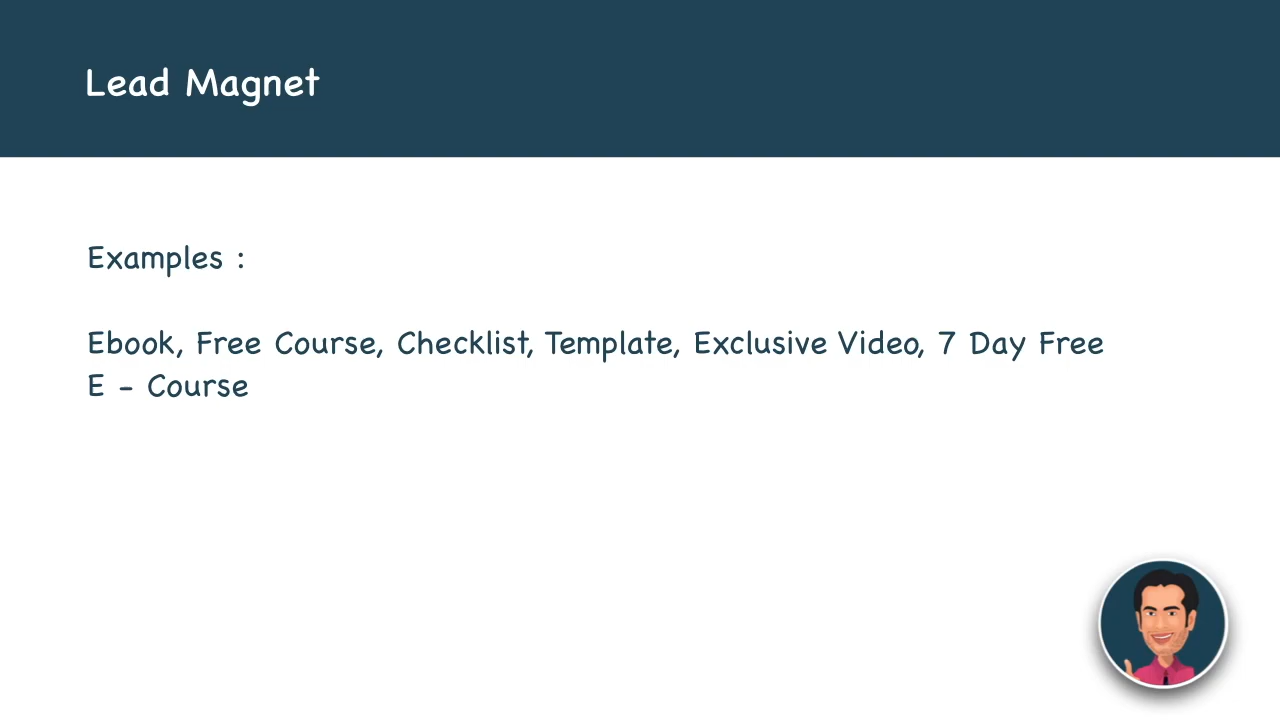 Lead Magnet
Examples :
Ebook, Free Course, Checklist, Template, Exclusive Video, 7 Day Free
E - Course